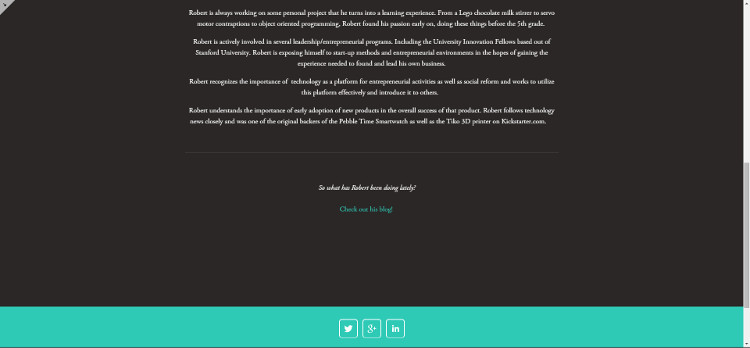 Robert is always working on some personal project that he turns into a learning experience. From a Lego chocolate milk stirrer to servo
motor contraptions to object oriented programming, Robert found his passion early on, doing these things before the 5th grade.
Robert is actively involved in several leadership/entrepreneurial programs. Including the University Innovation Fellows based out of
Stanford University. Robert is exposing himself to start-up methods and entrepreneurial environments in the hopes of gaining the
experience needed to found and lead his own business.
Robert recognizes the importance of technology as a platform for entrepreneurial activities as well as social reform and works to utilize
this platform effectively and introduce it to others.
Robert understands the importance of early adoption of new products in the overall success of that product. Robert follows technology
news closely and was one of the original backers of the Pebble Time Smartwatch as well as the Tiko 3D printer on Kickstarter.com.
So what has Robert been doing lately?
Check out his blog!
g+
in